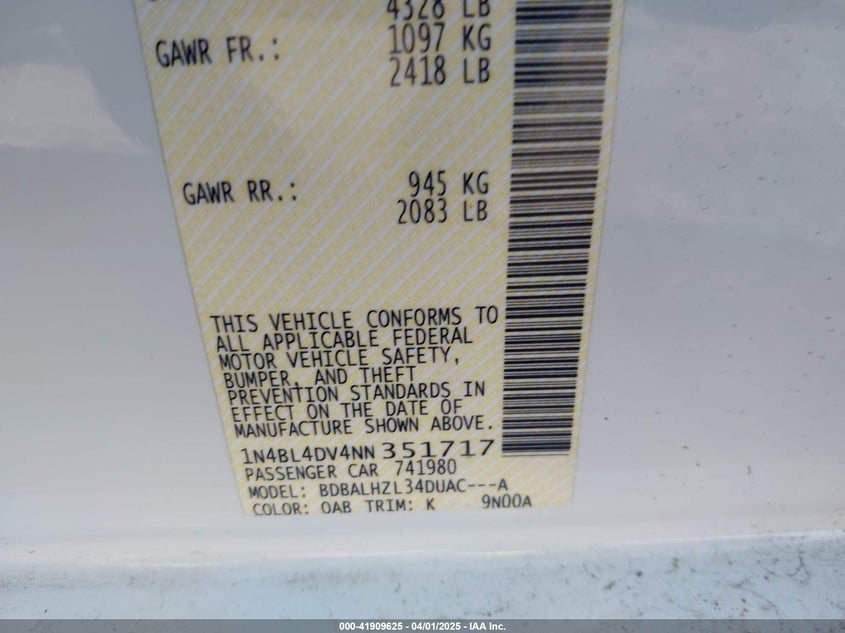 4328 LB
GAWR FR.: 1097 KG
2418 LB
GAWR RR.: 945 KG
2083 LB
THIS VEHICLE CONFORMS TO
ALL APPLICABLE FEDERAL
MOTOR VEHICLE SAFETY,
BUMPER, AND THEFT
PREVENTION STANDARDS IN
EFFECT ON THE DATE OF
MANUFACTURE SHOWN ABOVE.
1N4BL4DV4NN351717
PASSENGER CAR 741980
MODEL: BDBALHZL34DUAC---A
COLOR: QAB TRIM: K 9N00A
000-41909625 - 04/01/2025 - IAA Inc.